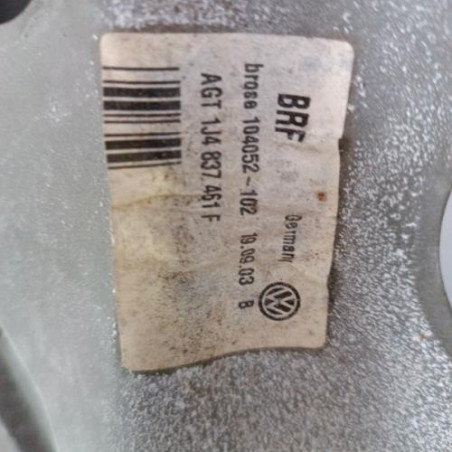 BRF Germany
brose 104052-102 19.09.03 B
AGT 1J4 837 461 F